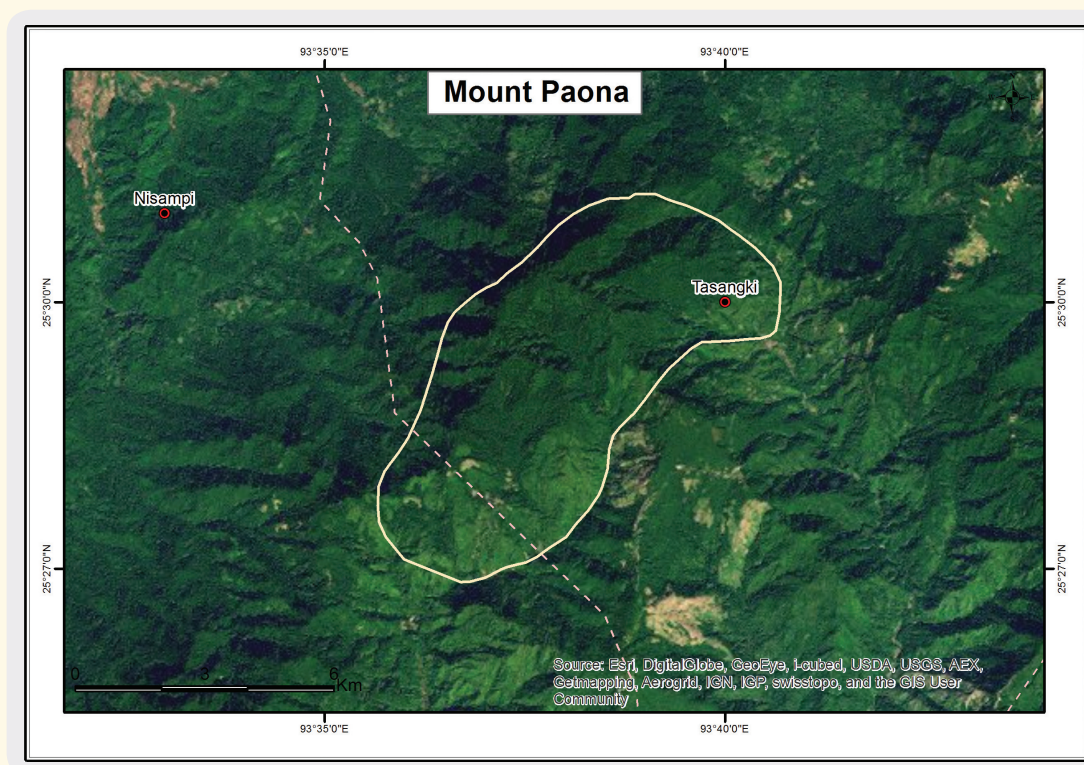 93°35'0"E
93°40'0"E
Mount Paona
Nisampi
Tasangki
25°30'0"N
25°30'0"N
25°27'0"N
25°27'0"N
Source: Esri, DigitalGlobe, GeoEye, i-cubed, USDA, USGS, AEX,
Getmapping, Aerogrid, IGN, IGP, swisstopo, and the GIS User
Community
0 3 6
Km
93°35'0"E
93°40'0"E